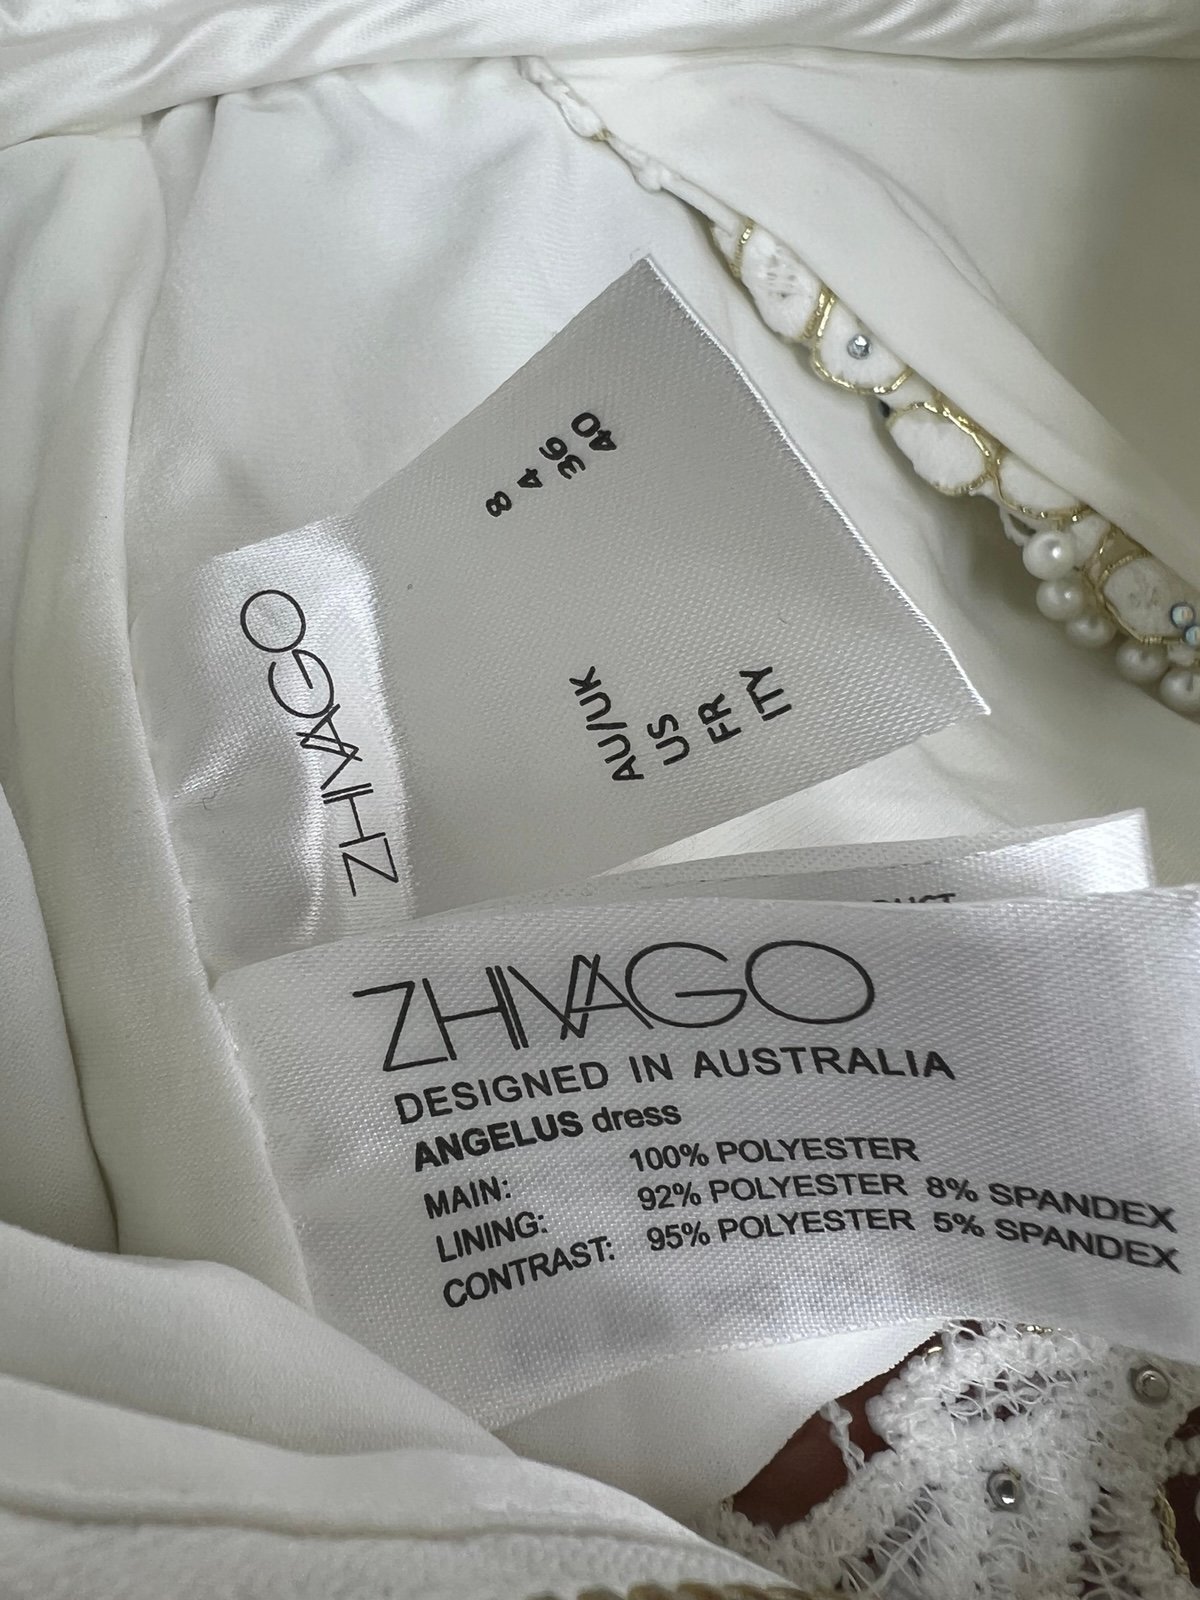 ZHIVAGO
AU/UK 8
US 4
FR 36
ITY 40
ZHIVAGO
DESIGNED IN AUSTRALIA
ANGELUS dress
MAIN: 100% POLYESTER
LINING: 92% POLYESTER 8% SPANDEX
CONTRAST: 95% POLYESTER 5% SPANDEX